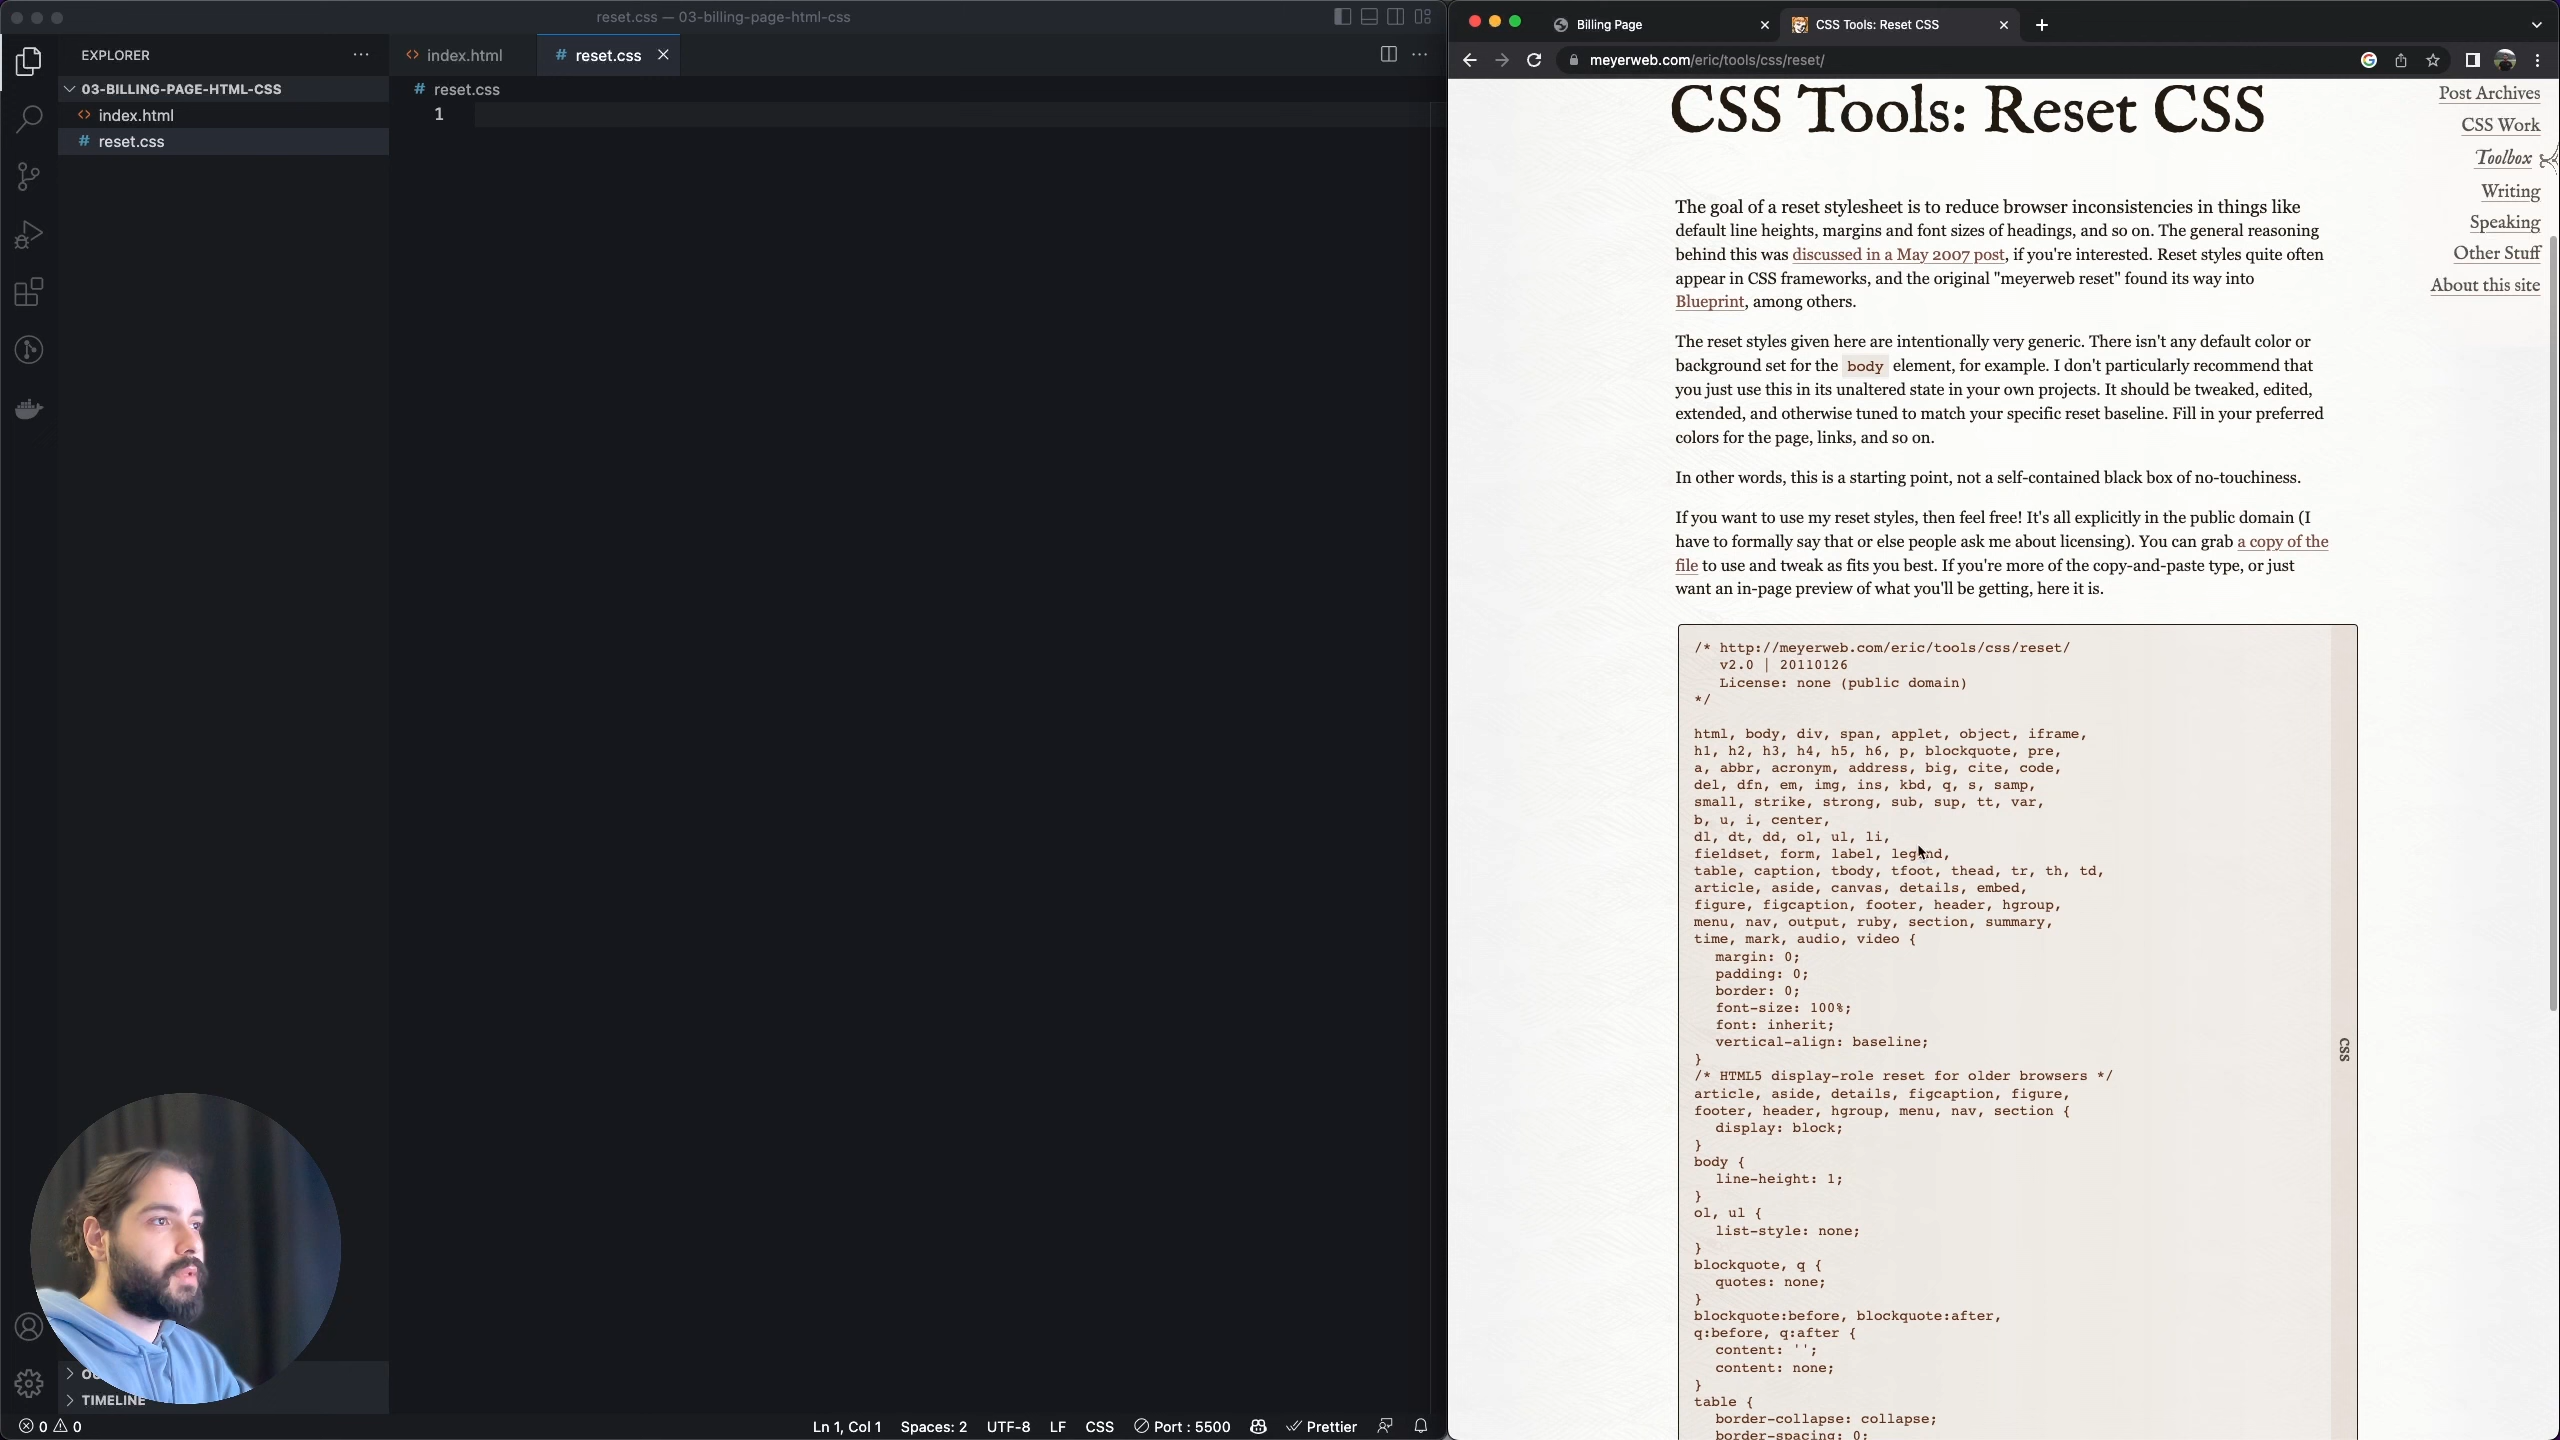 reset.css — 03-billing-page-html-css
EXPLORER
03-BILLING-PAGE-HTML-CSS
index.html
reset.css
TIMELINE
index.html
reset.css
reset.css
1
0 0
Ln 1, Col 1
Spaces: 2
UTF-8
LF
CSS
Port : 5500
Prettier
Billing Page
CSS Tools: Reset CSS
meyerweb.com/eric/tools/css/reset/
CSS Tools: Reset CSS
Post Archives
CSS Work
Toolbox
Writing
Speaking
Other Stuff
About this site
The goal of a reset stylesheet is to reduce browser inconsistencies in things like
default line heights, margins and font sizes of headings, and so on. The general reasoning
behind this was discussed in a May 2007 post, if you're interested. Reset styles quite often
appear in CSS frameworks, and the original "meyerweb reset" found its way into
Blueprint, among others.
The reset styles given here are intentionally very generic. There isn't any default color or
background set for the body element, for example. I don't particularly recommend that
you just use this in its unaltered state in your own projects. It should be tweaked, edited,
extended, and otherwise tuned to match your specific reset baseline. Fill in your preferred
colors for the page, links, and so on.
In other words, this is a starting point, not a self-contained black box of no-touchiness.
If you want to use my reset styles, then feel free! It's all explicitly in the public domain (I
have to formally say that or else people ask me about licensing). You can grab a copy of the
file to use and tweak as fits you best. If you're more of the copy-and-paste type, or just
want an in-page preview of what you'll be getting, here it is.
/* http://meyerweb.com/eric/tools/css/reset/
v2.0 | 20110126
License: none (public domain)
*/
html, body, div, span, applet, object, iframe,
h1, h2, h3, h4, h5, h6, p, blockquote, pre,
a, abbr, acronym, address, big, cite, code,
del, dfn, em, img, ins, kbd, q, s, samp,
small, strike, strong, sub, sup, tt, var,
b, u, i, center,
dl, dt, dd, ol, ul, li,
fieldset, form, label, legend,
table, caption, tbody, tfoot, thead, tr, th, td,
article, aside, canvas, details, embed,
figure, figcaption, footer, header, hgroup,
menu, nav, output, ruby, section, summary,
time, mark, audio, video {
margin: 0;
padding: 0;
border: 0;
font-size: 100%;
font: inherit;
vertical-align: baseline;
}
/* HTML5 display-role reset for older browsers */
article, aside, details, figcaption, figure,
footer, header, hgroup, menu, nav, section {
display: block;
}
body {
line-height: 1;
}
ol, ul {
list-style: none;
}
blockquote, q {
quotes: none;
}
blockquote:before, blockquote:after,
q:before, q:after {
content: '';
content: none;
}
table {
border-collapse: collapse;
border-spacing: 0;
CSS